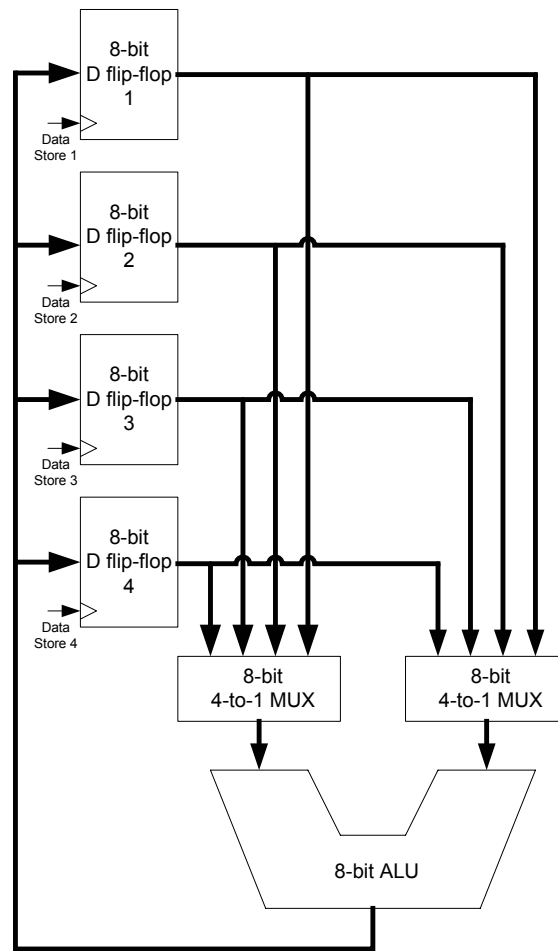 8-bit
D flip-flop
1
Data
Store 1
8-bit
D flip-flop
2
Data
Store 2
8-bit
D flip-flop
3
Data
Store 3
8-bit
D flip-flop
4
Data
Store 4
8-bit
4-to-1 MUX
8-bit
4-to-1 MUX
8-bit ALU